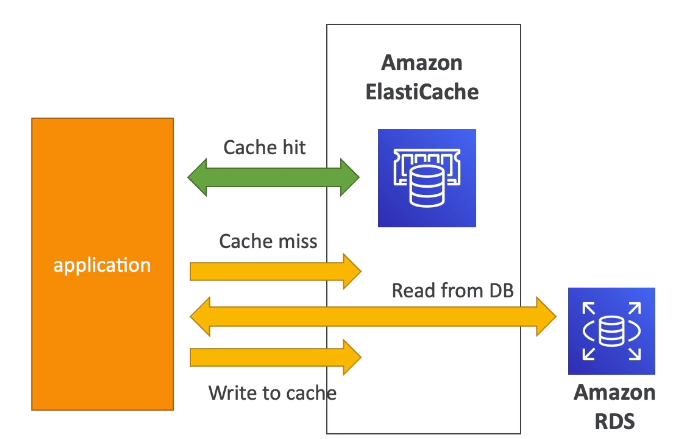 Amazon
ElastiCache
Cache hit
Cache miss
application
Read from DB
Write to cache
Amazon
RDS